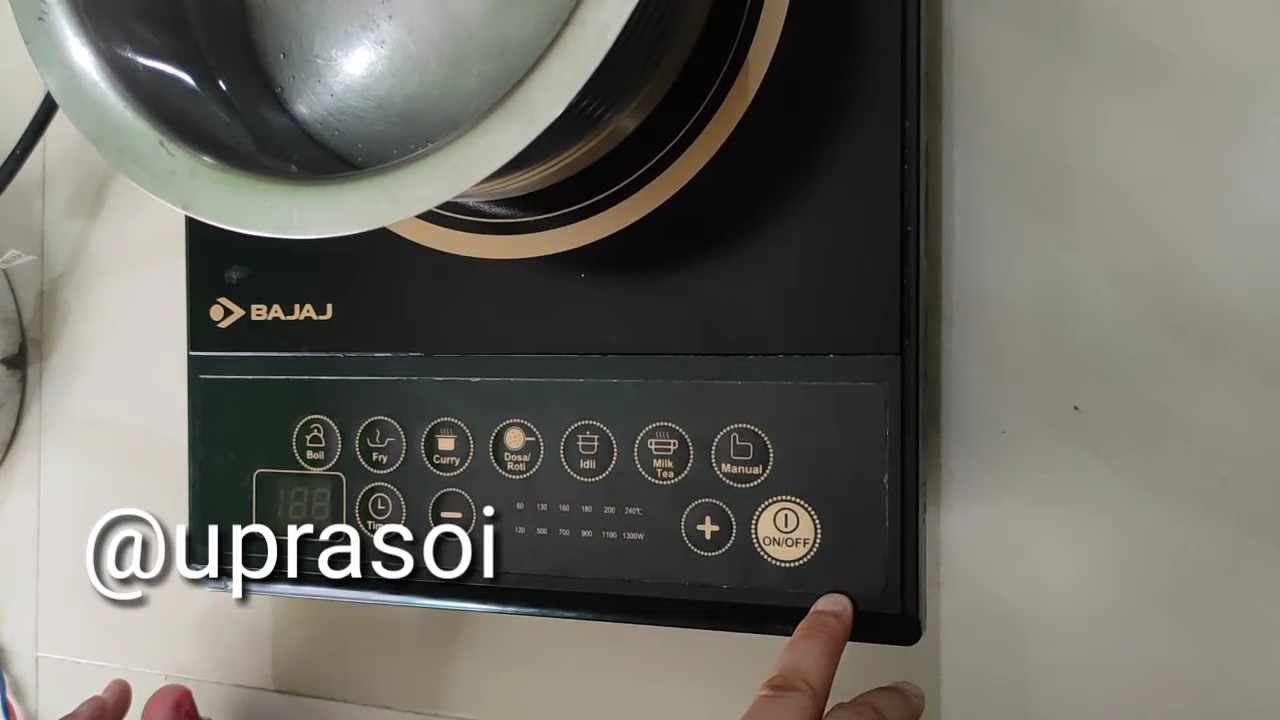 BAJAJ
Boil
Fry
Curry
Dosa/
Roti
Idli
Milk
Tea
Manual
188
60 130 160 180 200 240℃
120 500 700 900 1100 1300W
ON/OFF
@uprasoi